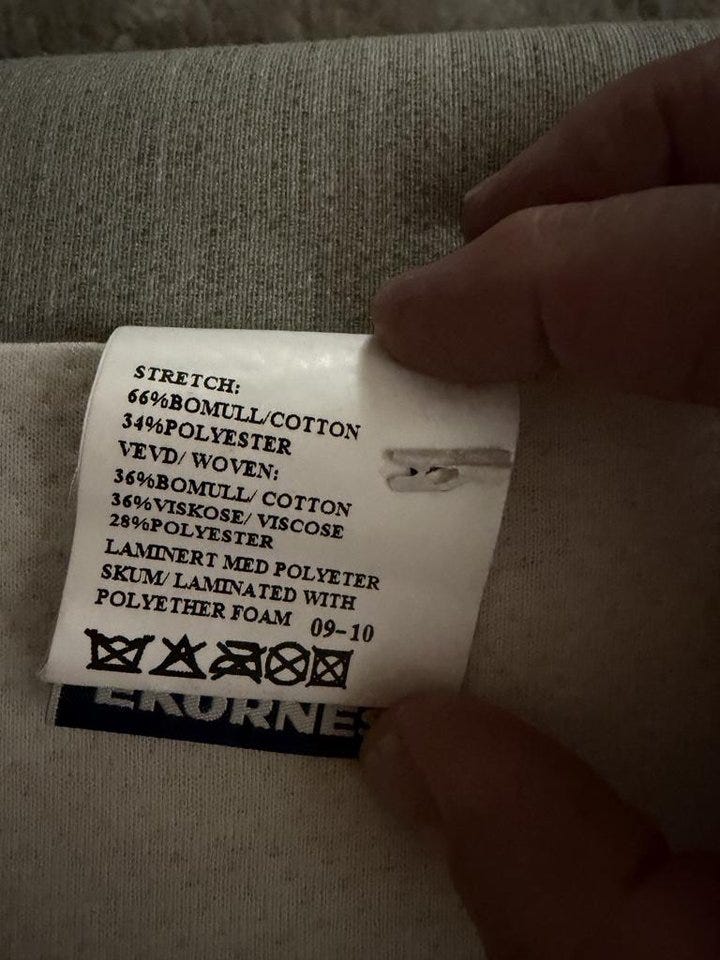 STRETCH:
66%BOMULL/COTTON
34%POLYESTER
VEVD/ WOVEN:
36%BOMULL/ COTTON
36%VISKOSE/ VISCOSE
28%POLYESTER
LAMINERT MED POLYETER
SKUM/ LAMINATED WITH
POLYETHER FOAM 09-10
EKORNES